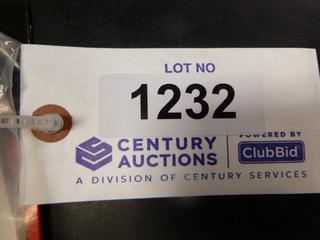 LOT NO
1232
CENTURY
AUCTIONS
POWERED BY
ClubBid
A DIVISION OF CENTURY SERVICES